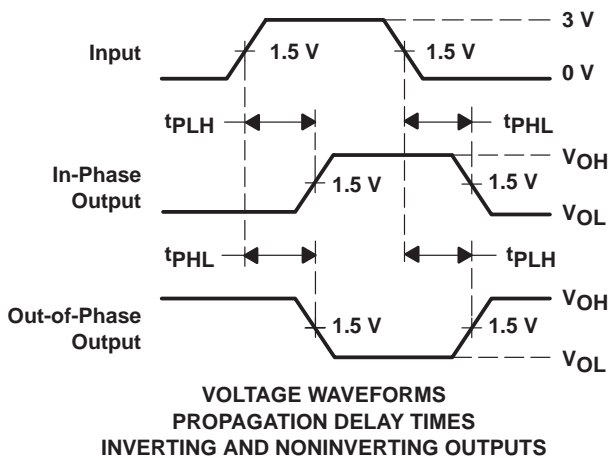 3 V
Input
1.5 V
1.5 V
0 V
tPLH
tPHL
In-Phase
Output
VOH
1.5 V
1.5 V
VOL
tPHL
tPLH
Out-of-Phase
Output
VOH
1.5 V
1.5 V
VOL
VOLTAGE WAVEFORMS
PROPAGATION DELAY TIMES
INVERTING AND NONINVERTING OUTPUTS